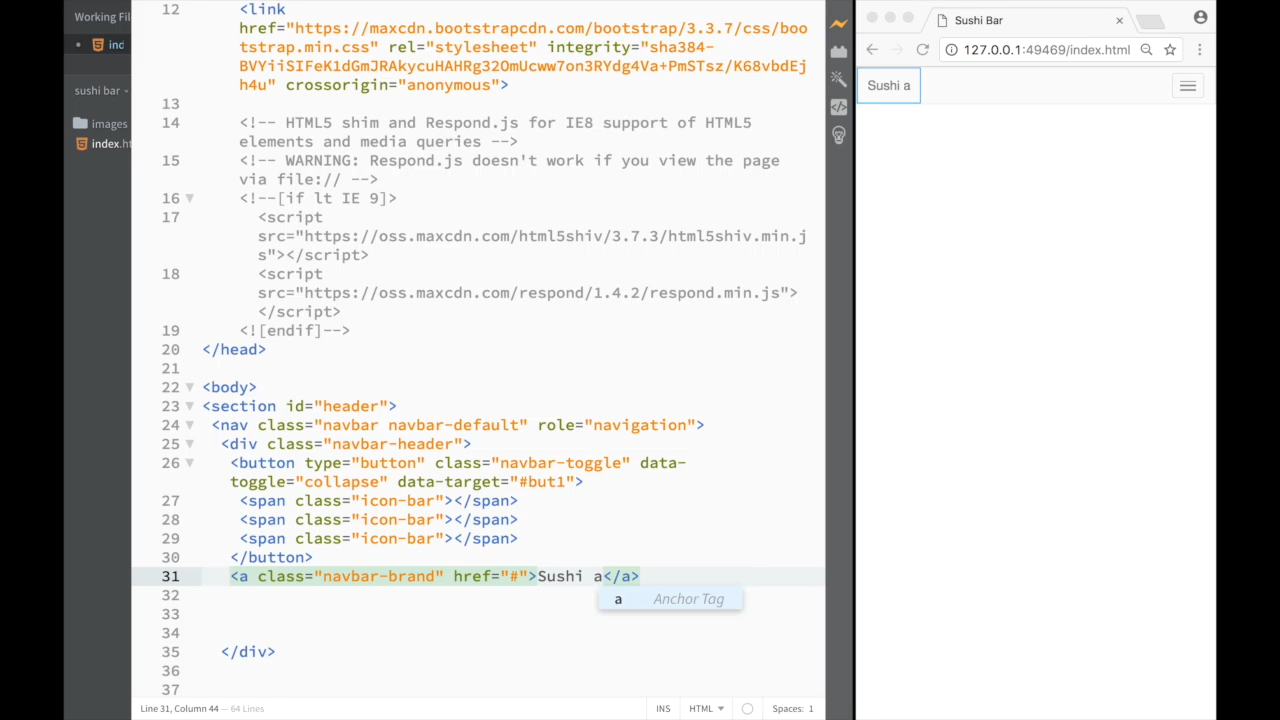 Working Fil
ind
sushi bar
images
index.ht
12 <link
href="https://maxcdn.bootstrapcdn.com/bootstrap/3.3.7/css/boo
tstrap.min.css" rel="stylesheet" integrity="sha384-
BVYiiSIFeK1dGmJRAkycuHAHRg32OmUcww7on3RYdg4Va+PmSTsz/K68vbdEj
h4u" crossorigin="anonymous">
13
14 <!-- HTML5 shim and Respond.js for IE8 support of HTML5
elements and media queries -->
15 <!-- WARNING: Respond.js doesn't work if you view the page
via file:// -->
16 <!--[if lt IE 9]>
17 <script
src="https://oss.maxcdn.com/html5shiv/3.7.3/html5shiv.min.j
s"></script>
18 <script
src="https://oss.maxcdn.com/respond/1.4.2/respond.min.js">
</script>
19 <![endif]-->
20 </head>
21
22 <body>
23 <section id="header">
24 <nav class="navbar navbar-default" role="navigation">
25 <div class="navbar-header">
26 <button type="button" class="navbar-toggle" data-
toggle="collapse" data-target="#but1">
27 <span class="icon-bar"></span>
28 <span class="icon-bar"></span>
29 <span class="icon-bar"></span>
30 </button>
31 <a class="navbar-brand" href="#">Sushi a</a>
32 a Anchor Tag
33
34
35 </div>
36
37
Line 31, Column 44 — 64 Lines
INS HTML Spaces: 1
Sushi Bar
127.0.0.1:49469/index.html
Sushi a